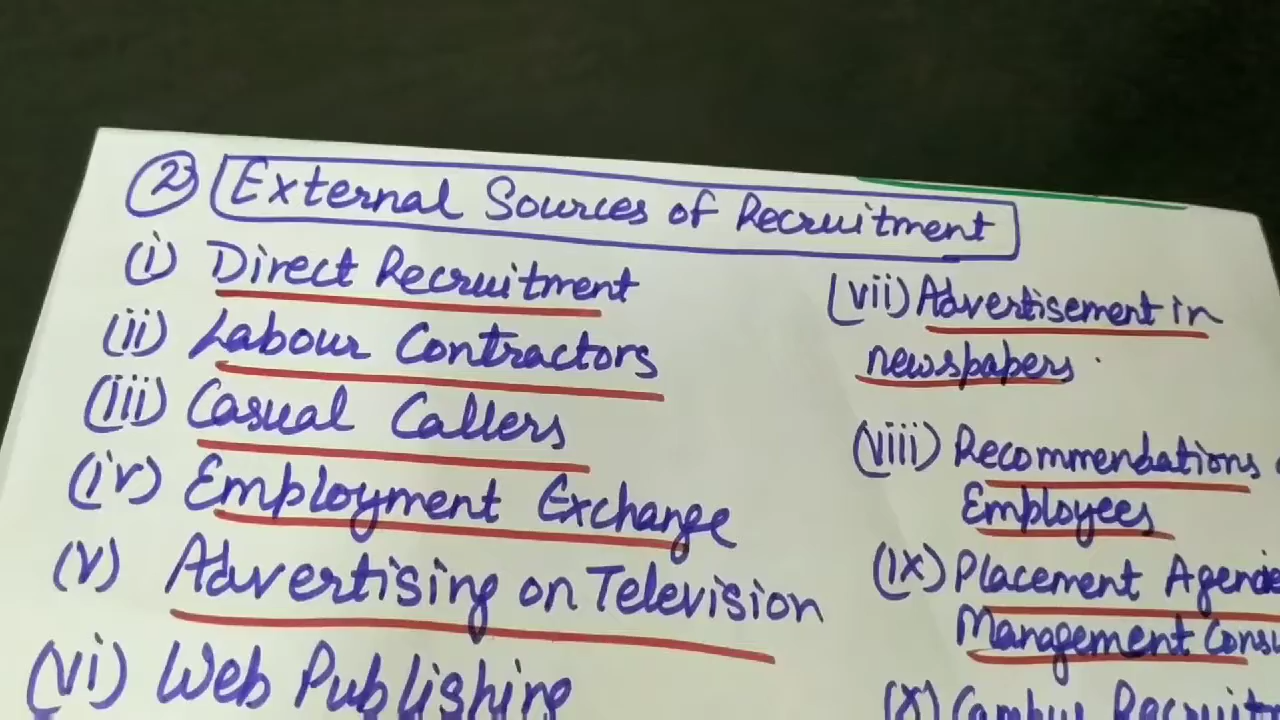 2 External Sources of Recruitment
(i) Direct Recruitment
(ii) Labour Contractors
(iii) Casual Callers
(iv) Employment Exchange
(v) Advertising on Television
(vi) Web Publishing
(vii) Advertisement in
newspapers.
(viii) Recommendations
Employees
(ix) Placement
Management
(x)